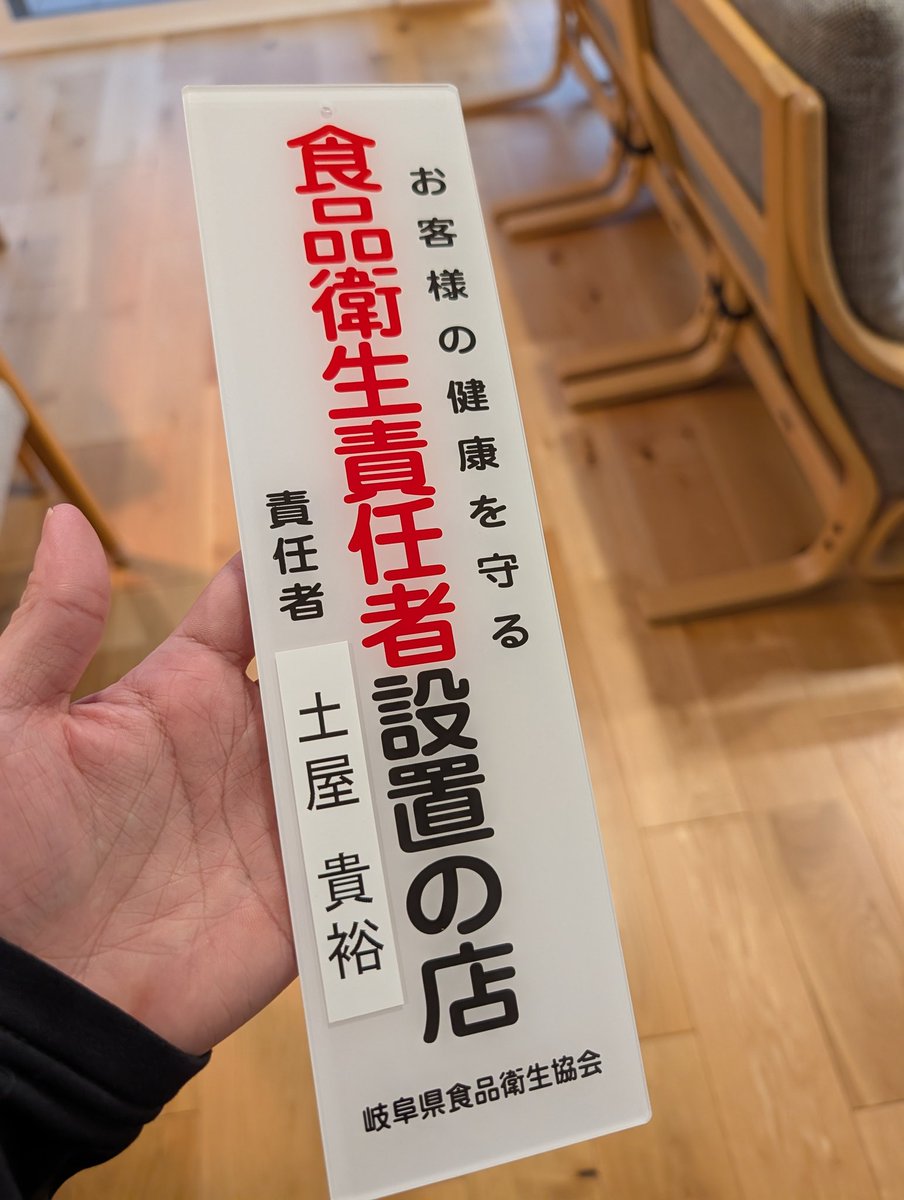 お客様の健康を守る
食品衛生責任者設置の店
責任者
土屋 貴裕
岐阜県食品衛生協会